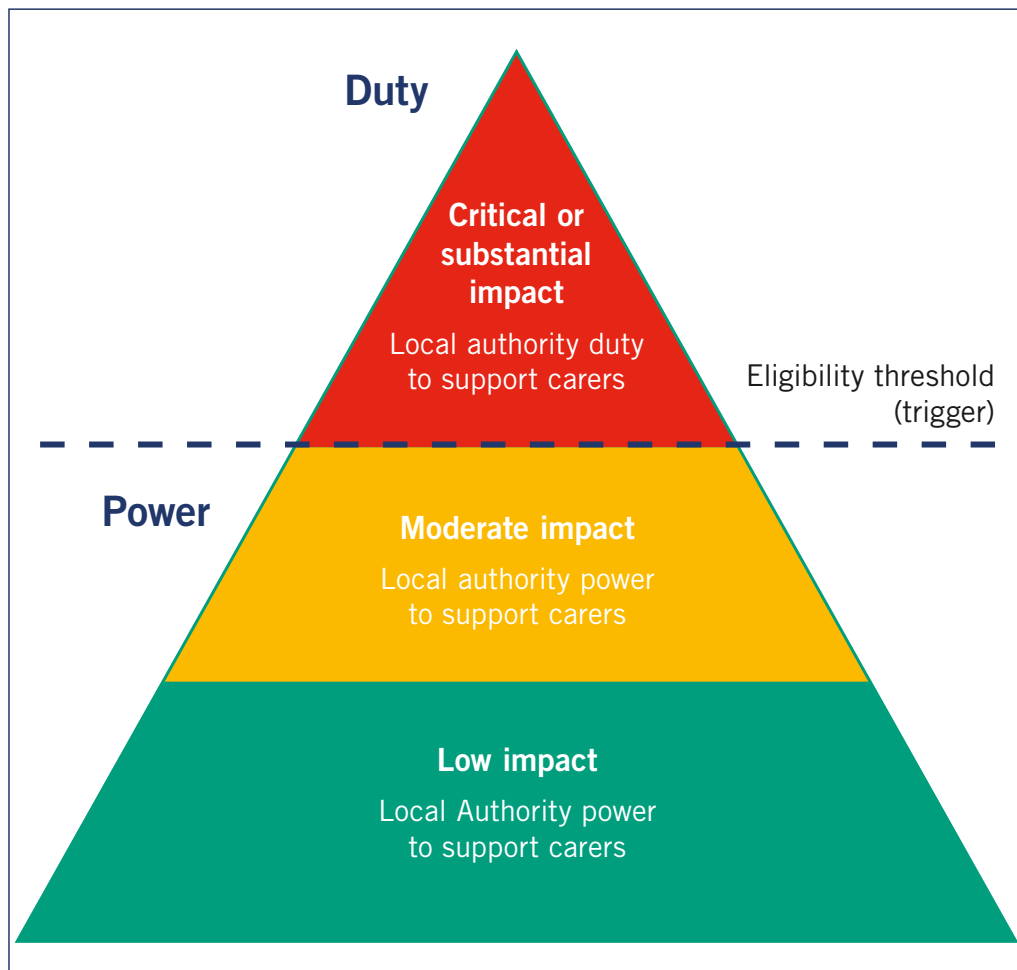 Duty
Critical or
substantial
impact
Local authority duty
to support carers
Eligibility threshold
(trigger)
Power
Moderate impact
Local authority power
to support carers
Low impact
Local Authority power
to support carers